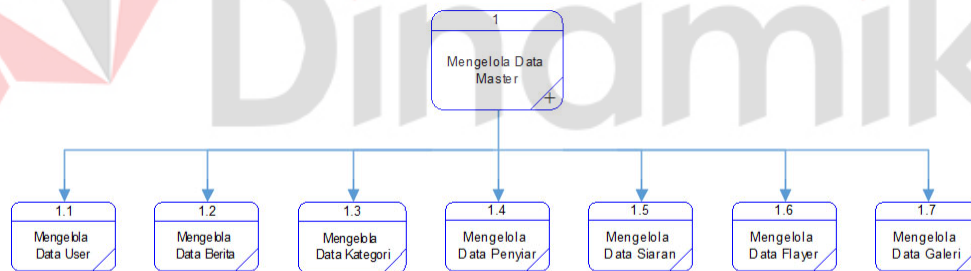 Dinamik
1
Mengelola Data
Master
1.1
Mengelola
Data User
1.2
Mengelola
Data Berita
1.3
Mengelola
Data Kategori
1.4
Mengelola
Data Penyiar
1.5
Mengelola
Data Siaran
1.6
Mengelola
Data Flayer
1.7
Mengelola
Data Galeri